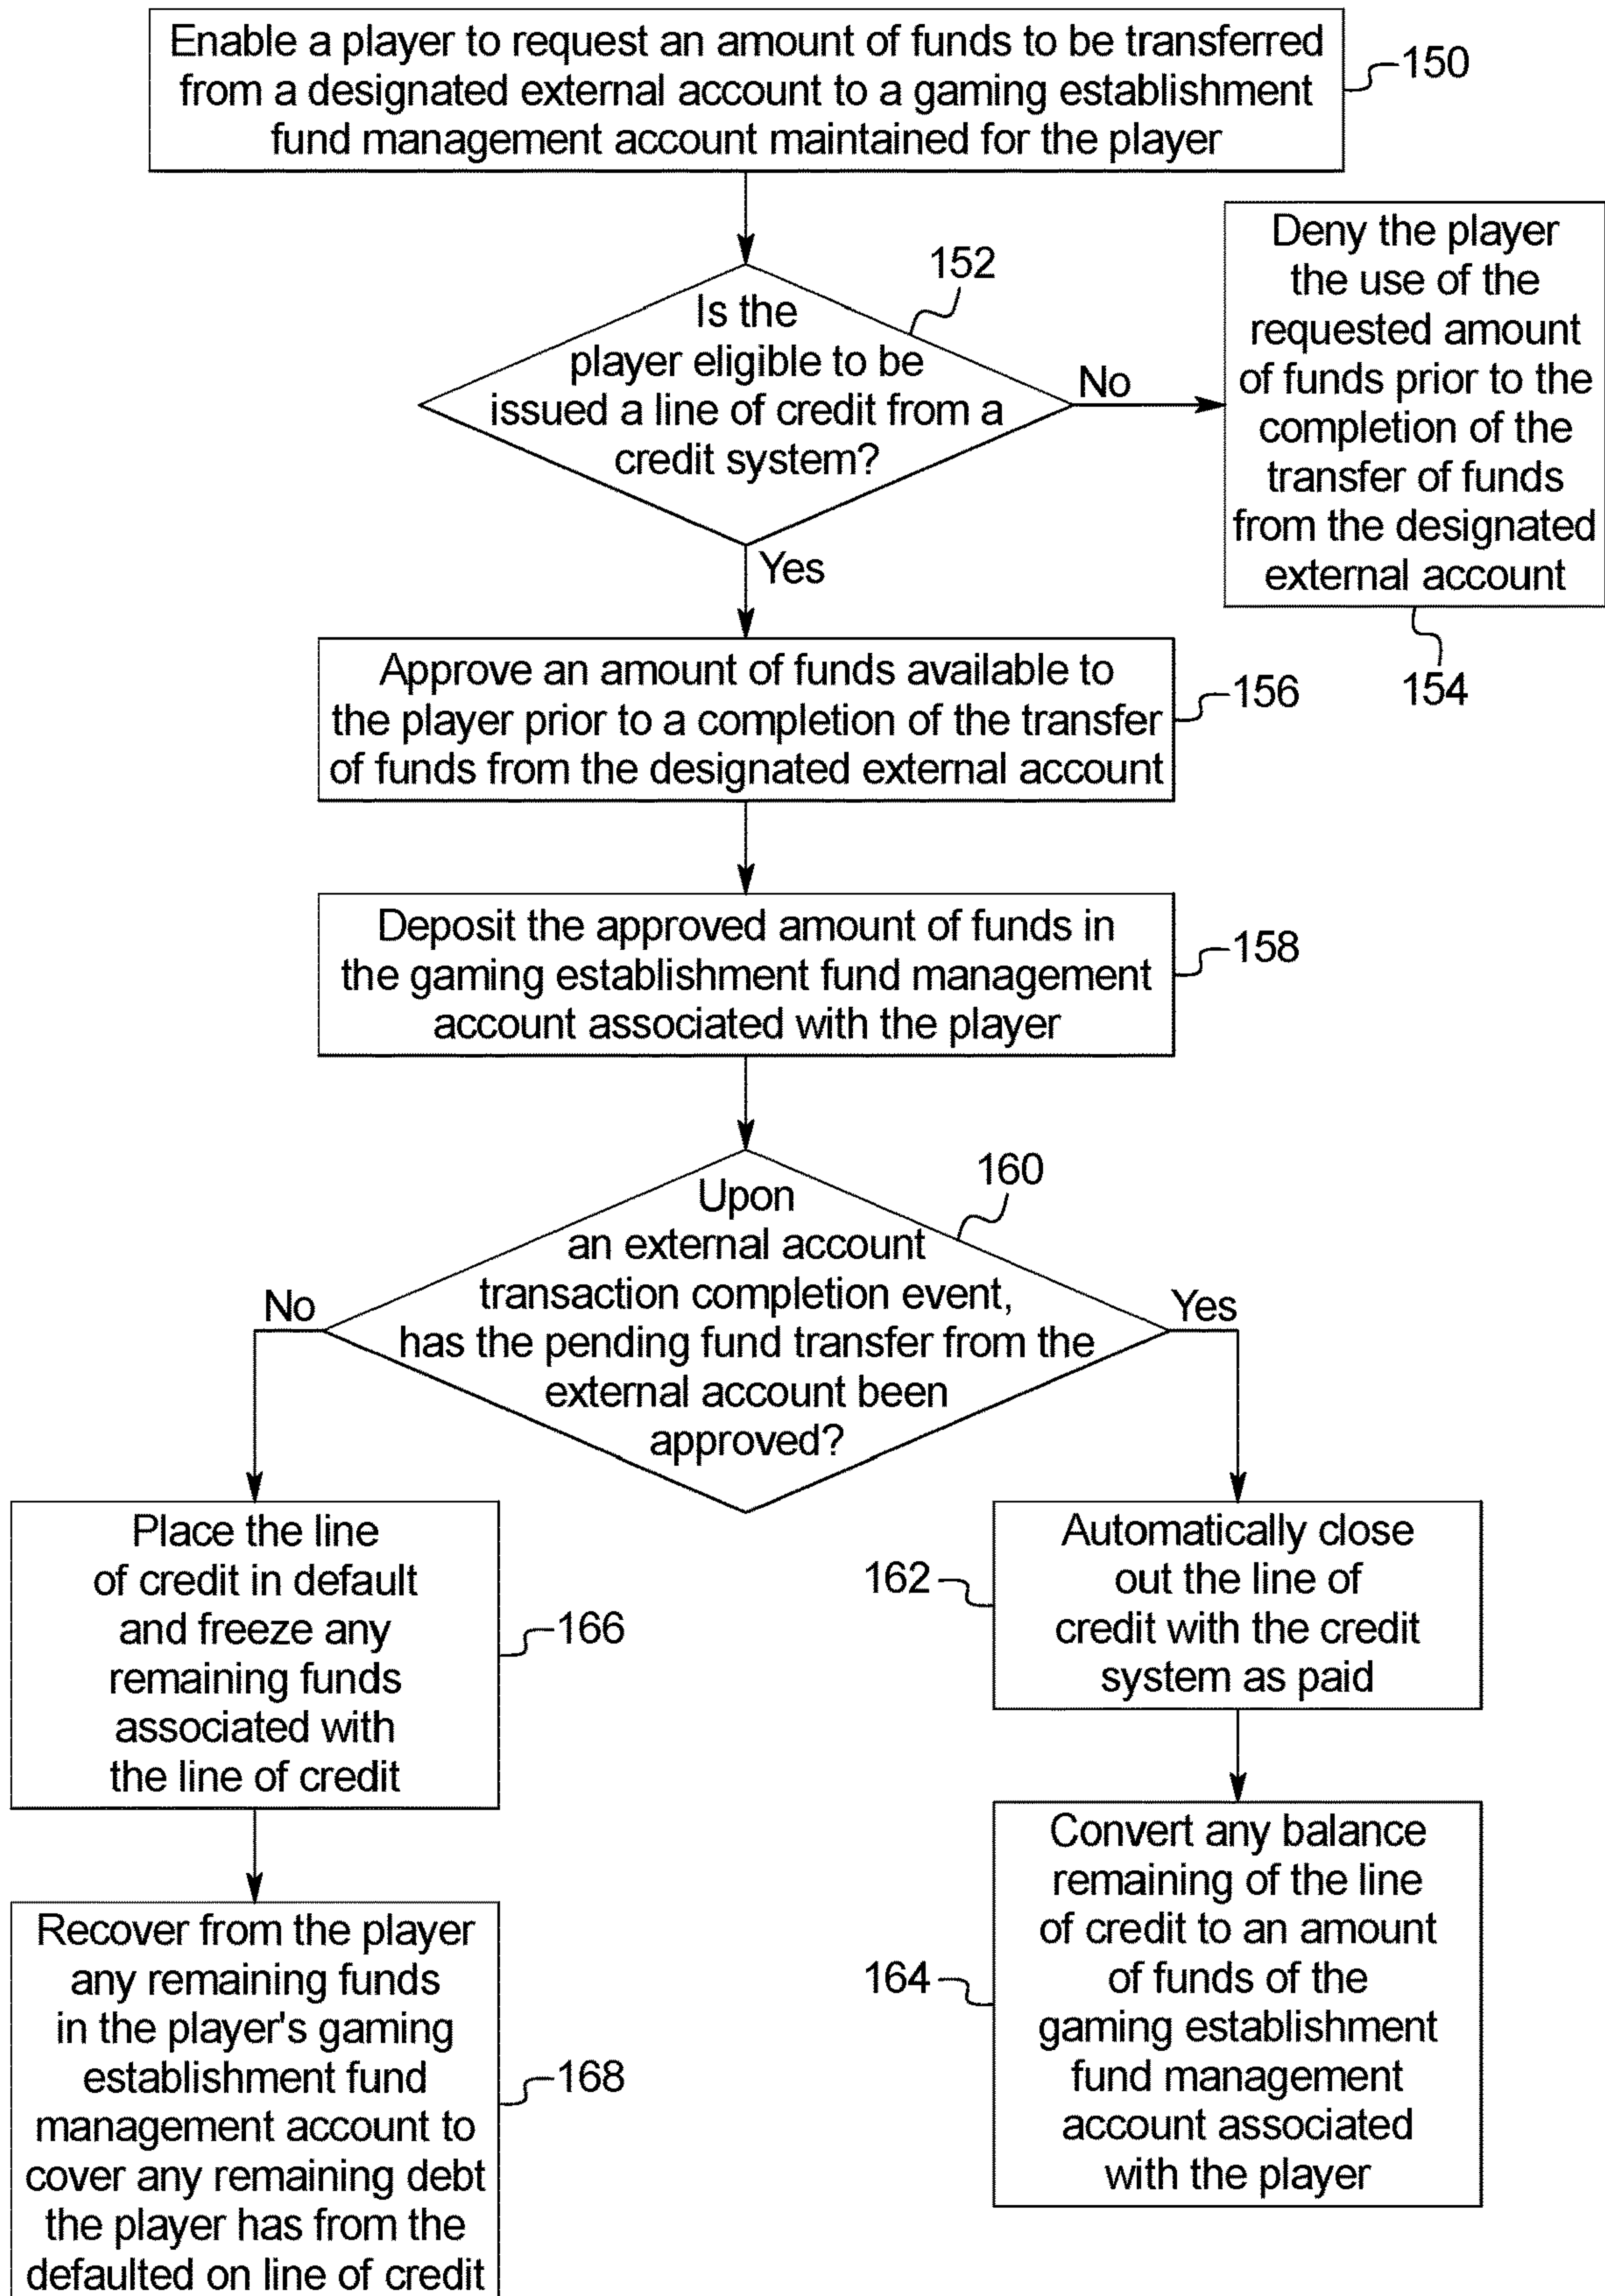 Enable a player to request an amount of funds to be transferred
from a designated external account to a gaming establishment
fund management account maintained for the player
150
152
Is the
player eligible to be
issued a line of credit from a
credit system?
No
Deny the player
the use of the
requested amount
of funds prior to the
completion of the
transfer of funds
from the designated
external account
154
Yes
Approve an amount of funds available to
the player prior to a completion of the transfer
of funds from the designated external account
156
Deposit the approved amount of funds in
the gaming establishment fund management
account associated with the player
158
160
Upon
an external account
transaction completion event,
has the pending fund transfer from the
external account been
approved?
No
Yes
Place the line
of credit in default
and freeze any
remaining funds
associated with
the line of credit
166
Recover from the player
any remaining funds
in the player's gaming
establishment fund
management account to
cover any remaining debt
the player has from the
defaulted on line of credit
168
Automatically close
out the line of
credit with the credit
system as paid
162
Convert any balance
remaining of the line
of credit to an amount
of funds of the
gaming establishment
fund management
account associated
with the player
164